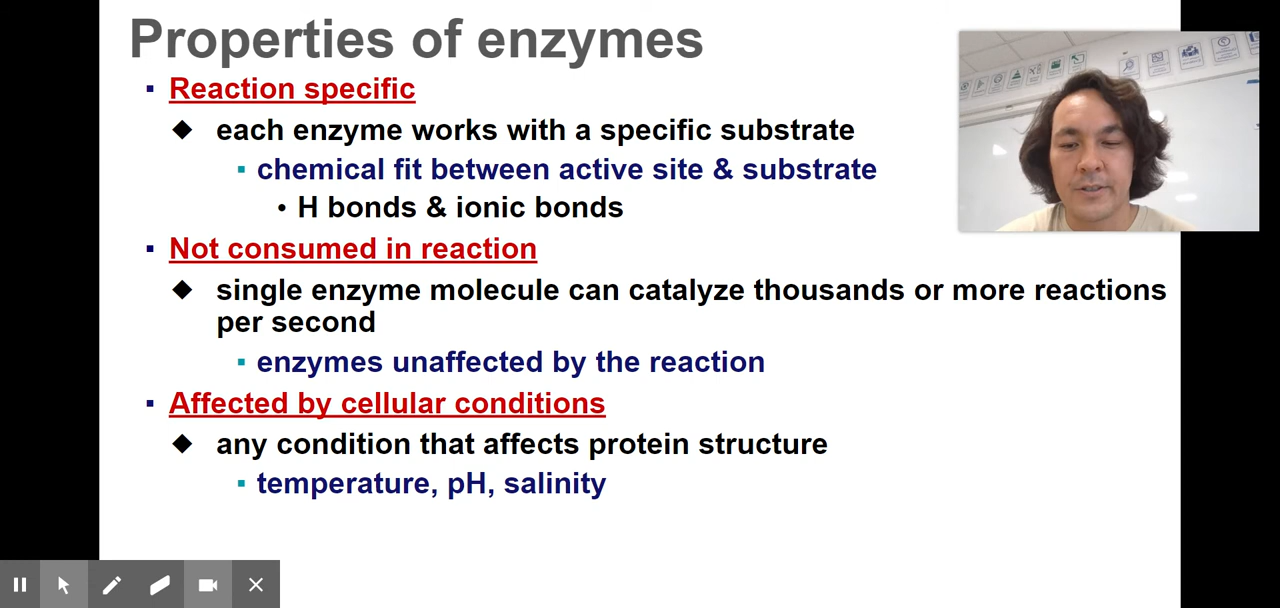 Properties of enzymes
▪ Reaction specific
◆ each enzyme works with a specific substrate
▪ chemical fit between active site & substrate
• H bonds & ionic bonds
▪ Not consumed in reaction
◆ single enzyme molecule can catalyze thousands or more reactions
per second
▪ enzymes unaffected by the reaction
▪ Affected by cellular conditions
◆ any condition that affects protein structure
▪ temperature, pH, salinity